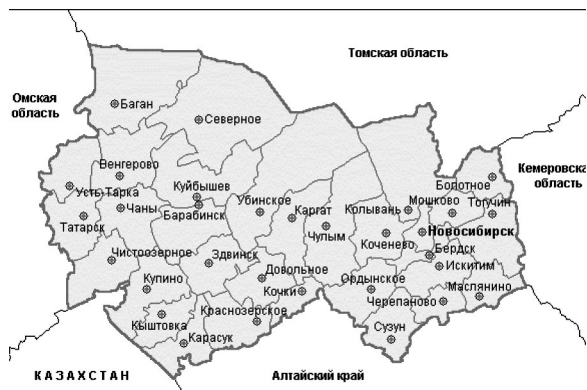 Томская область
Омская
область
Баган
Северное
Кемеровска
область
Венгерово
Болотное
Усть-Тарка
Куйбышев
Убинское
Мошково
Тогучин
Чаны
Барабинск
Каргат
Колывань
Татарск
Чулым
Коченево
Новосибирск
Бердск
Чистоозерное
Здвинск
Довольное
Ордынское
Искитим
Купино
Кочки
Черепаново
Маслянино
Кыштовка
Краснозерское
Сузун
Карасук
КАЗАХСТАН
Алтайский край